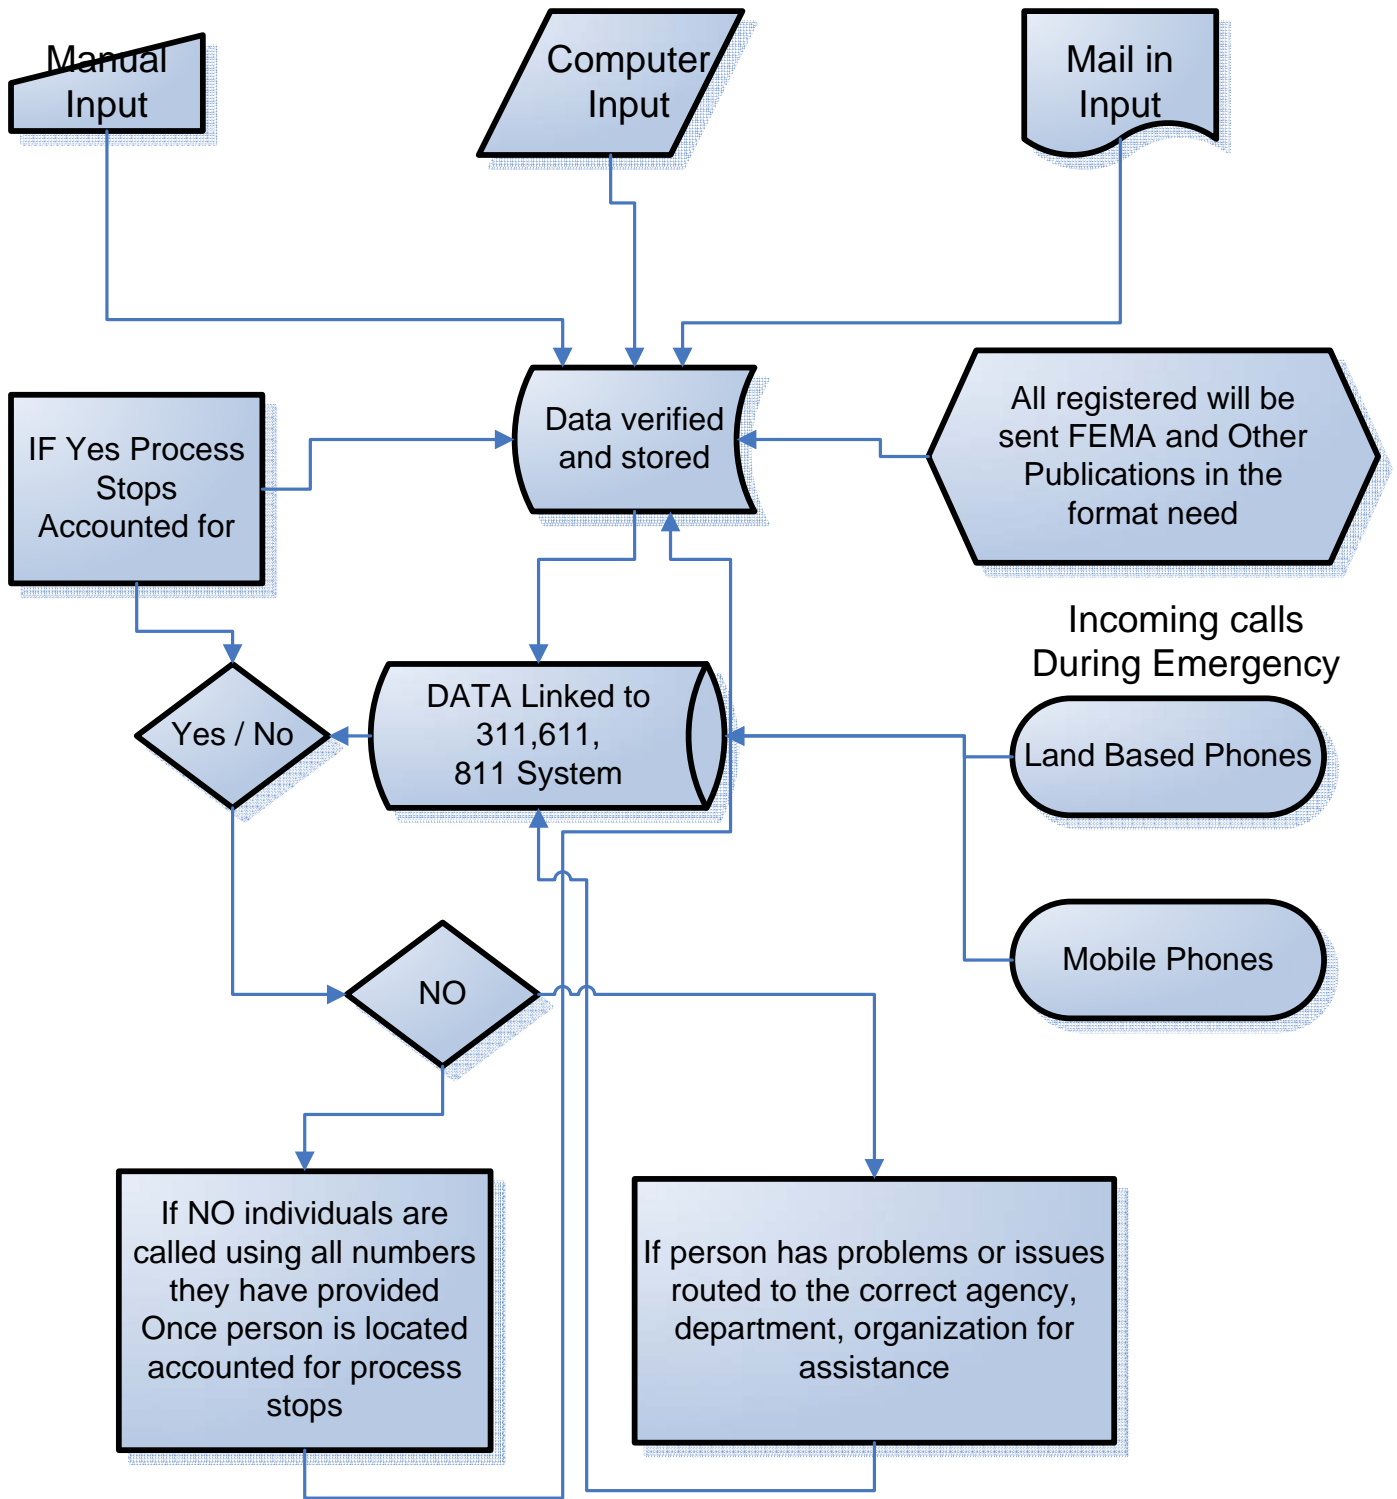 Manual
Input
Computer
Input
Mail in
Input
IF Yes Process
Stops
Accounted for
Data verified
and stored
All registered will be
sent FEMA and Other
Publications in the
format need
Incoming calls
During Emergency
Yes / No
DATA Linked to
311,611,
811 System
Land Based Phones
Mobile Phones
NO
If NO individuals are
called using all numbers
they have provided
Once person is located
accounted for process
stops
If person has problems or issues
routed to the correct agency,
department, organization for
assistance